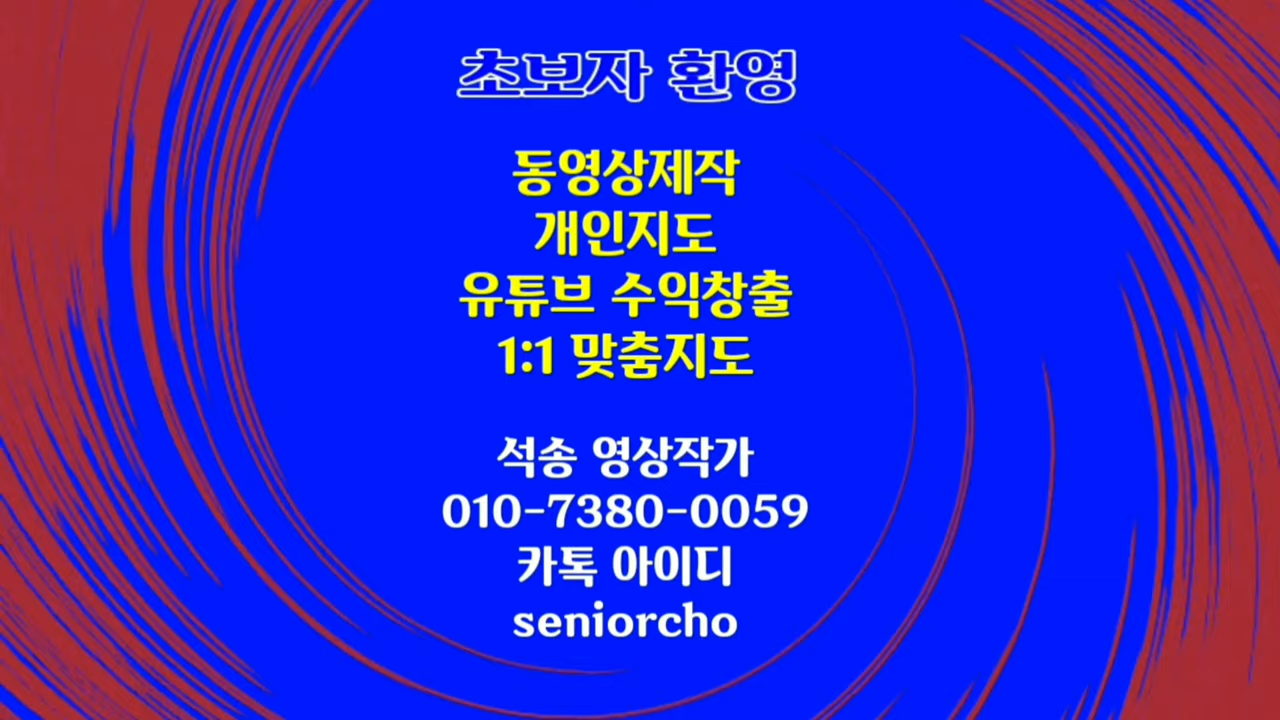 초보자 환영
동영상제작
개인지도
유튜브 수익창출
1:1 맞춤지도
석송 영상작가
010-7380-0059
카톡 아이디
seniorcho